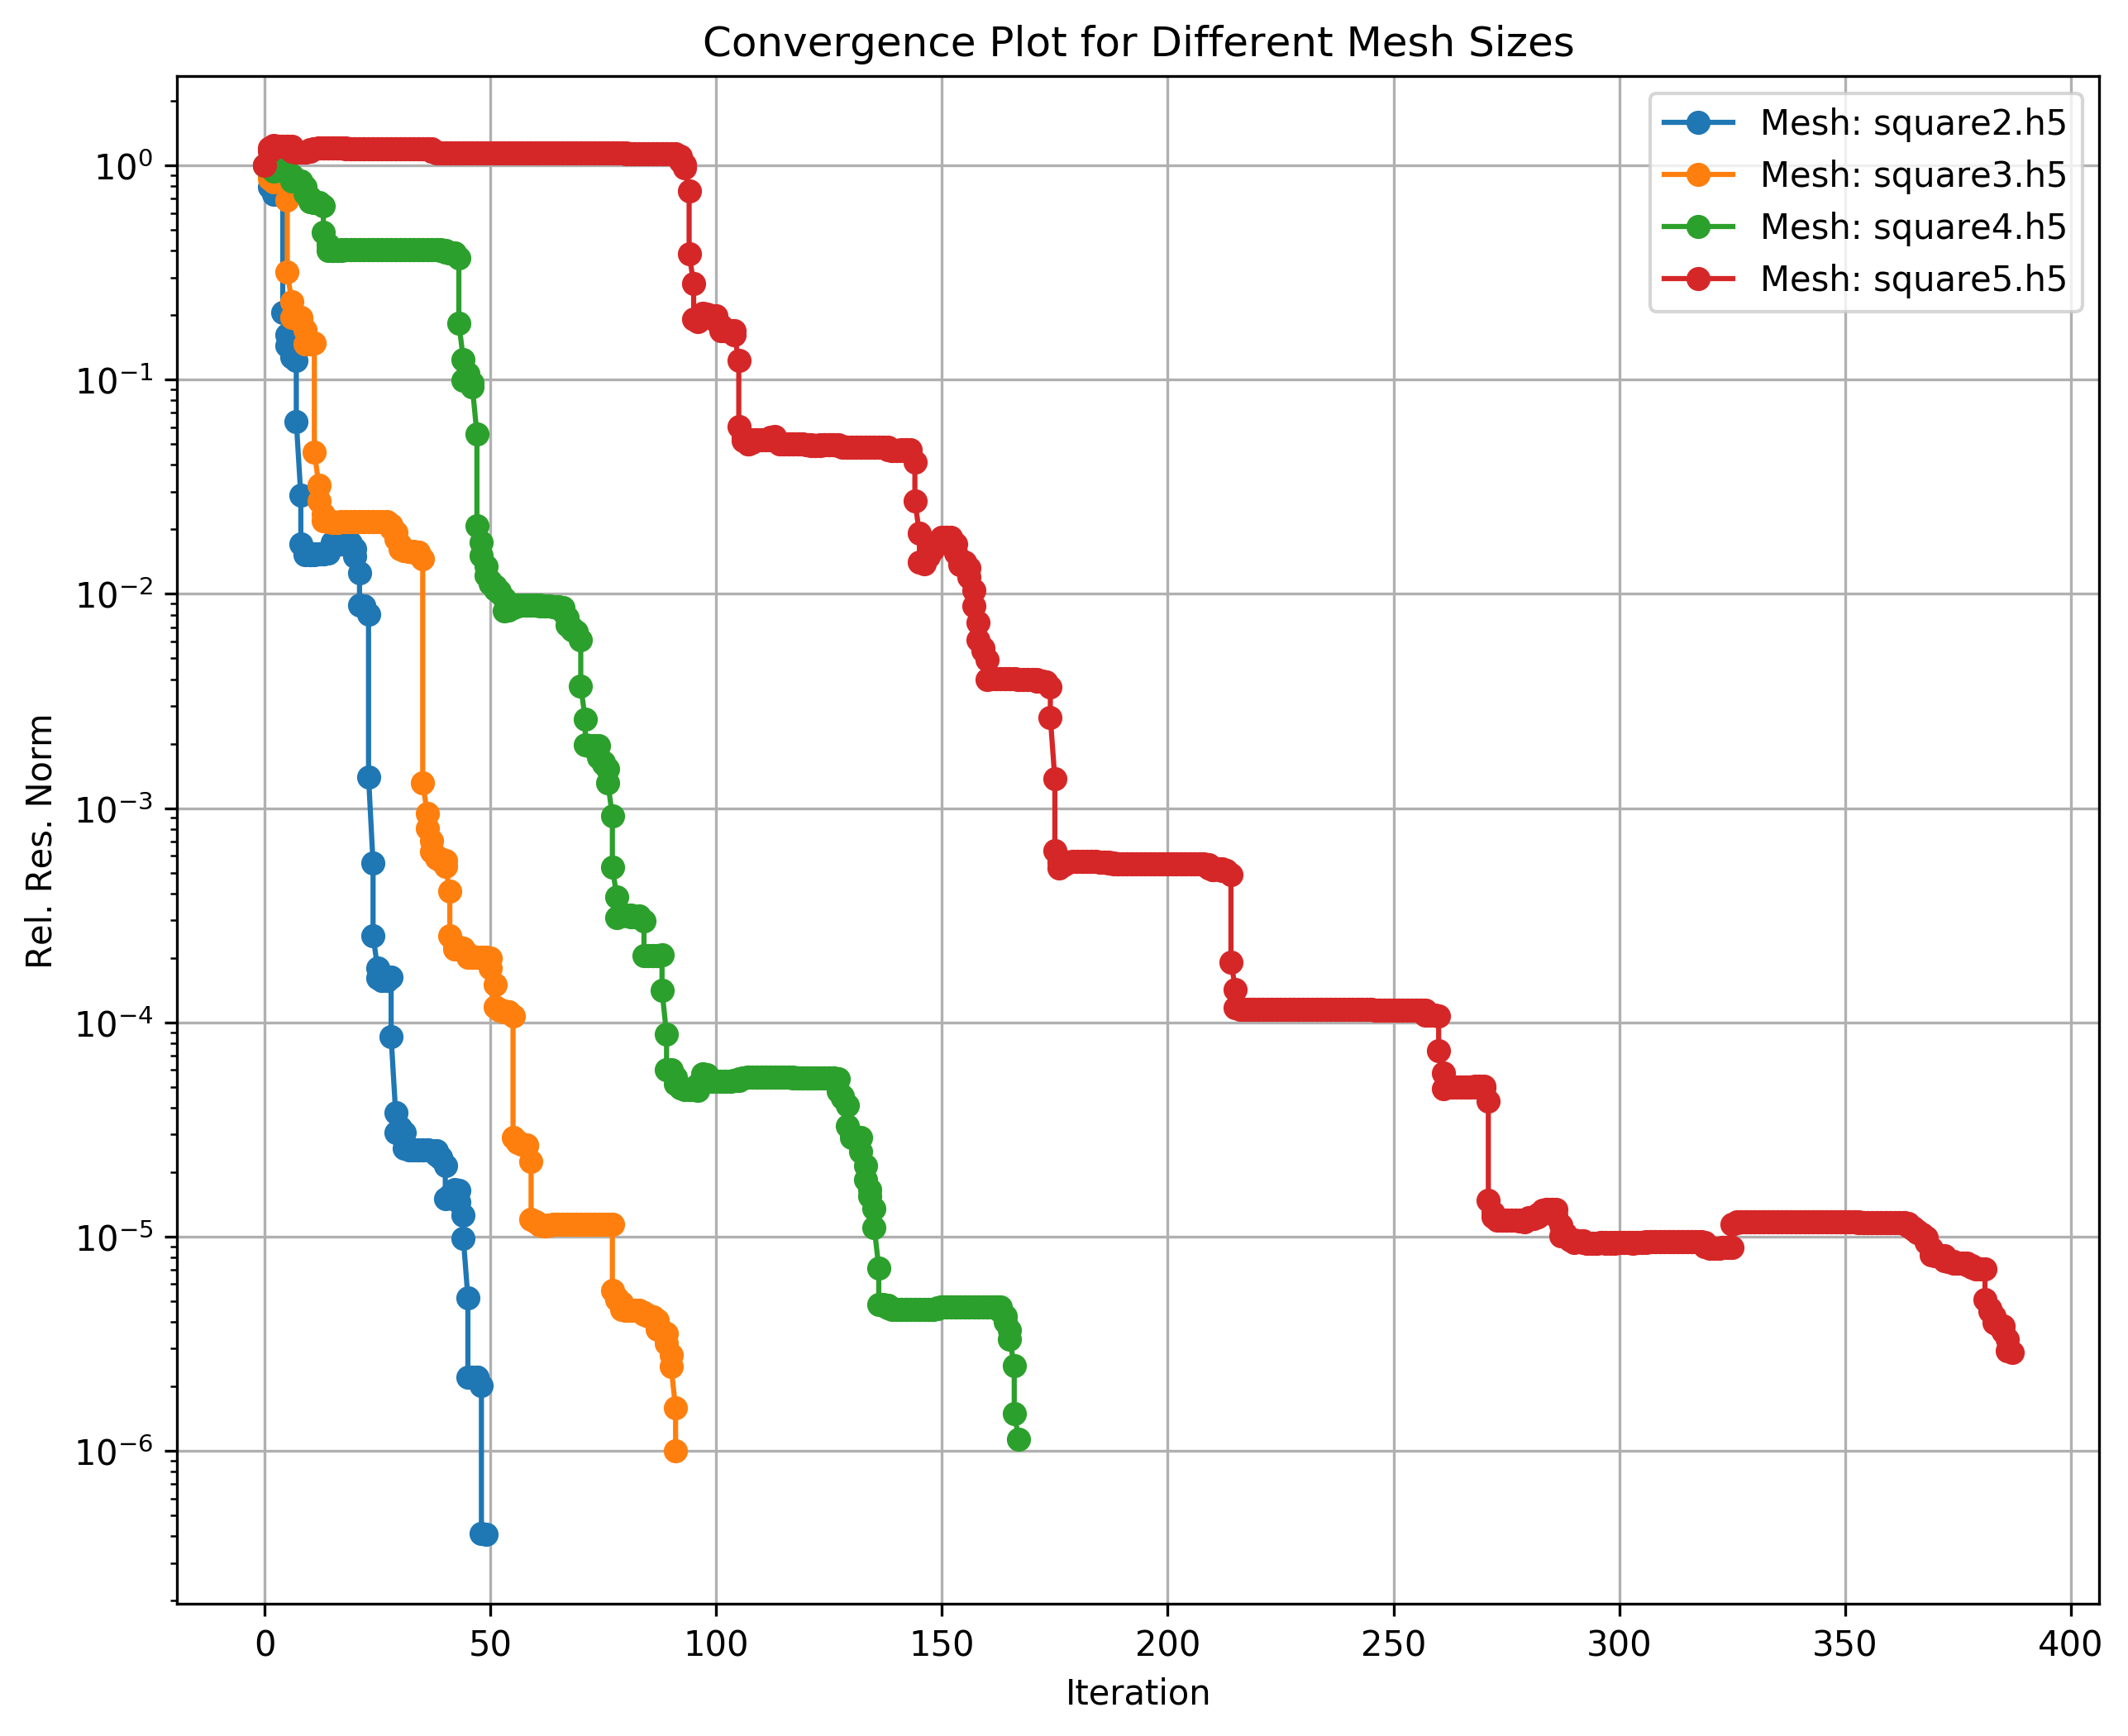 Convergence Plot for Different Mesh Sizes
Mesh: square2.h5
Mesh: square3.h5
Mesh: square4.h5
Mesh: square5.h5
Rel. Res. Norm
10⁰
10⁻¹
10⁻²
10⁻³
10⁻⁴
10⁻⁵
10⁻⁶
0 50 100 150 200 250 300 350 400
Iteration